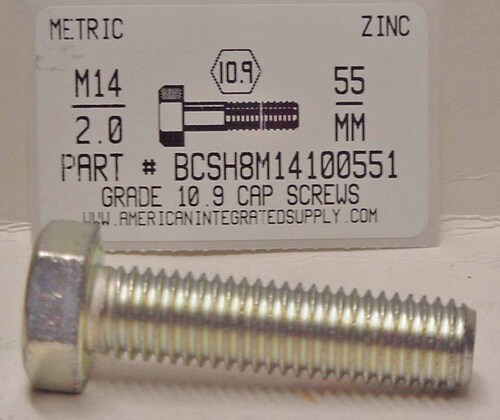 METRIC ZINC
M14 10.9 55
2.0 MM
PART # BCSH8M14100551
GRADE 10.9 CAP SCREWS
WWW.AMERICANINTEGRATEDSUPPLY.COM